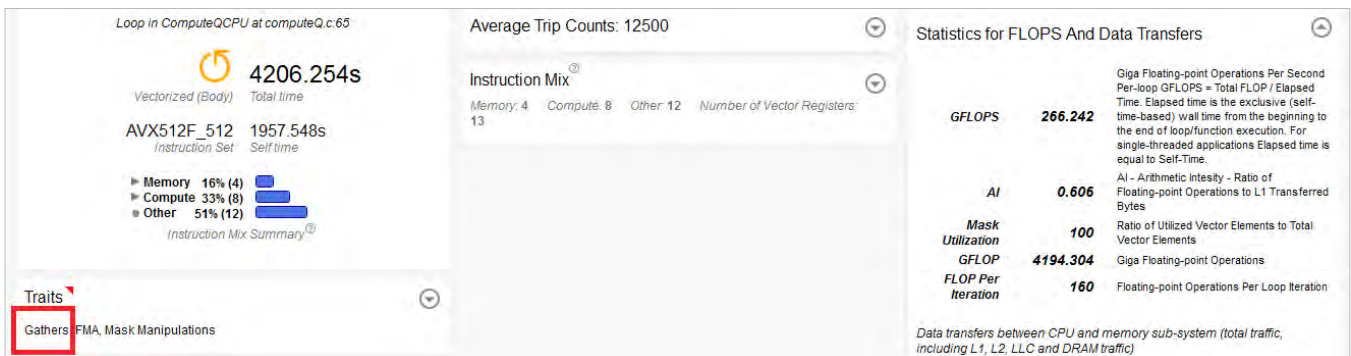 Loop in ComputeQCPU at computeQ.c:65
4206.254s
Vectorized (Body) Total time
AVX512F_512 1957.548s
Instruction Set Self time
Memory 16% (4)
Compute 33% (8)
Other 51% (12)
Instruction Mix Summary?
Traits
Gathers, FMA, Mask Manipulations
Average Trip Counts: 12500
Instruction Mix?
Memory: 4 Compute: 8 Other: 12 Number of Vector Registers:
13
Statistics for FLOPS And Data Transfers
GFLOPS 266.242
Giga Floating-point Operations Per Second
Per-loop GFLOPS = Total FLOP / Elapsed
Time. Elapsed time is the exclusive (self-
time-based) wall time from the beginning to
the end of loop/function execution. For
single-threaded applications Elapsed time is
equal to Self-Time.
AI 0.606
AI - Arithmetic Intesity - Ratio of
Floating-point Operations to L1 Transferred
Bytes
Mask
Utilization 100
Ratio of Utilized Vector Elements to Total
Vector Elements
GFLOP 4194.304 Giga Floating-point Operations
FLOP Per
Iteration 160 Floating-point Operations Per Loop Iteration
Data transfers between CPU and memory sub-system (total traffic,
including L1, L2, LLC and DRAM traffic)